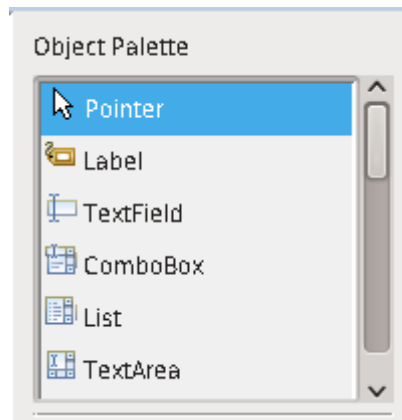 Object Palette
Pointer
Label
TextField
ComboBox
List
TextArea